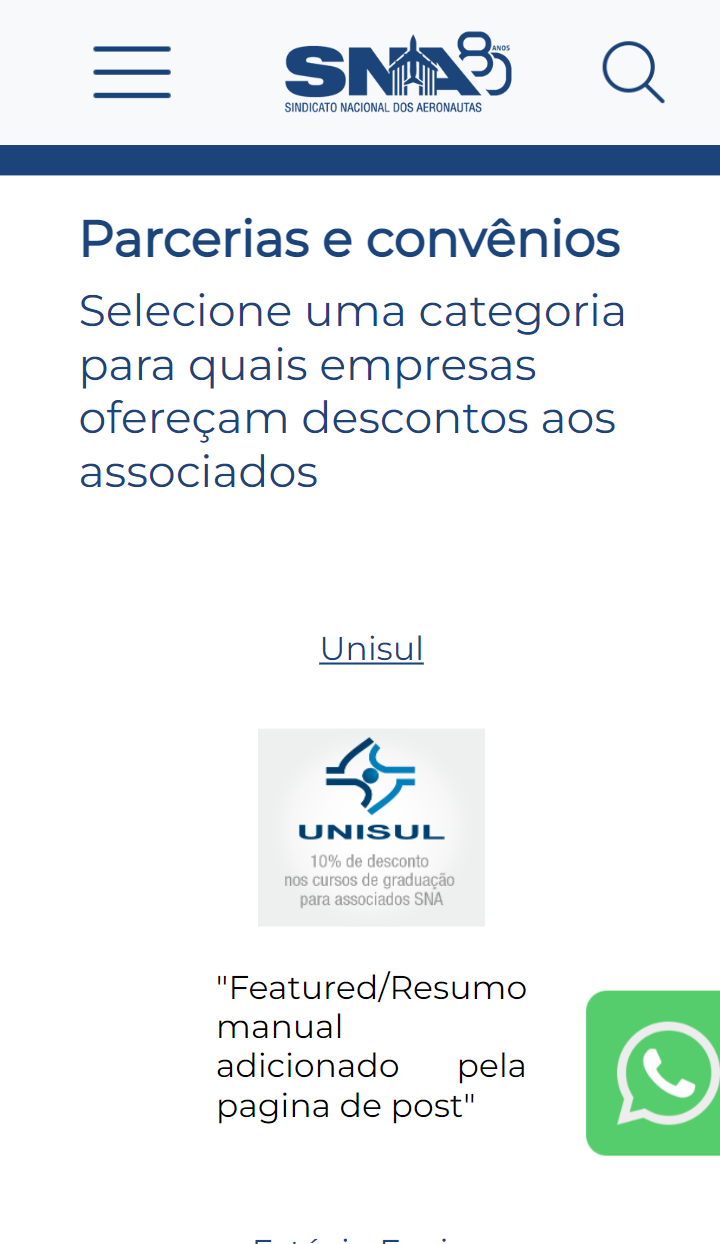 SNA 80 ANOS
SINDICATO NACIONAL DOS AERONAUTAS
Parcerias e convênios
Selecione uma categoria
para quais empresas
ofereçam descontos aos
associados
Unisul
UNISUL
10% de desconto
nos cursos de graduação
para associados SNA
"Featured/Resumo
manual
adicionado pela
pagina de post"